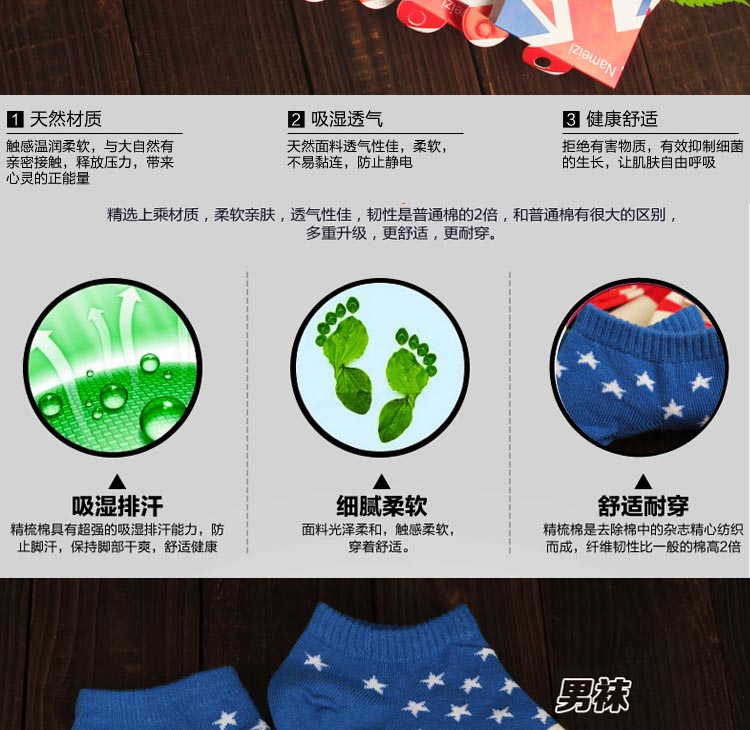 Nameizi
1 天然材质
触感温润柔软，与大自然有
亲密接触，释放压力，带来
心灵的正能量
2 吸湿透气
天然面料透气性佳，柔软，
不易黏连，防止静电
3 健康舒适
拒绝有害物质，有效抑制细菌
的生长，让肌肤自由呼吸
精选上乘材质，柔软亲肤，透气性佳，韧性是普通棉的2倍，和普通棉有很大的区别，
多重升级，更舒适，更耐穿。
吸湿排汗
精梳棉具有超强的吸湿排汗能力，防
止脚汗，保持脚部干爽，舒适健康
细腻柔软
面料光泽柔和，触感柔软，
穿着舒适。
舒适耐穿
精梳棉是去除棉中的杂志精心纺织
而成，纤维韧性比一般的棉高2倍
男袜